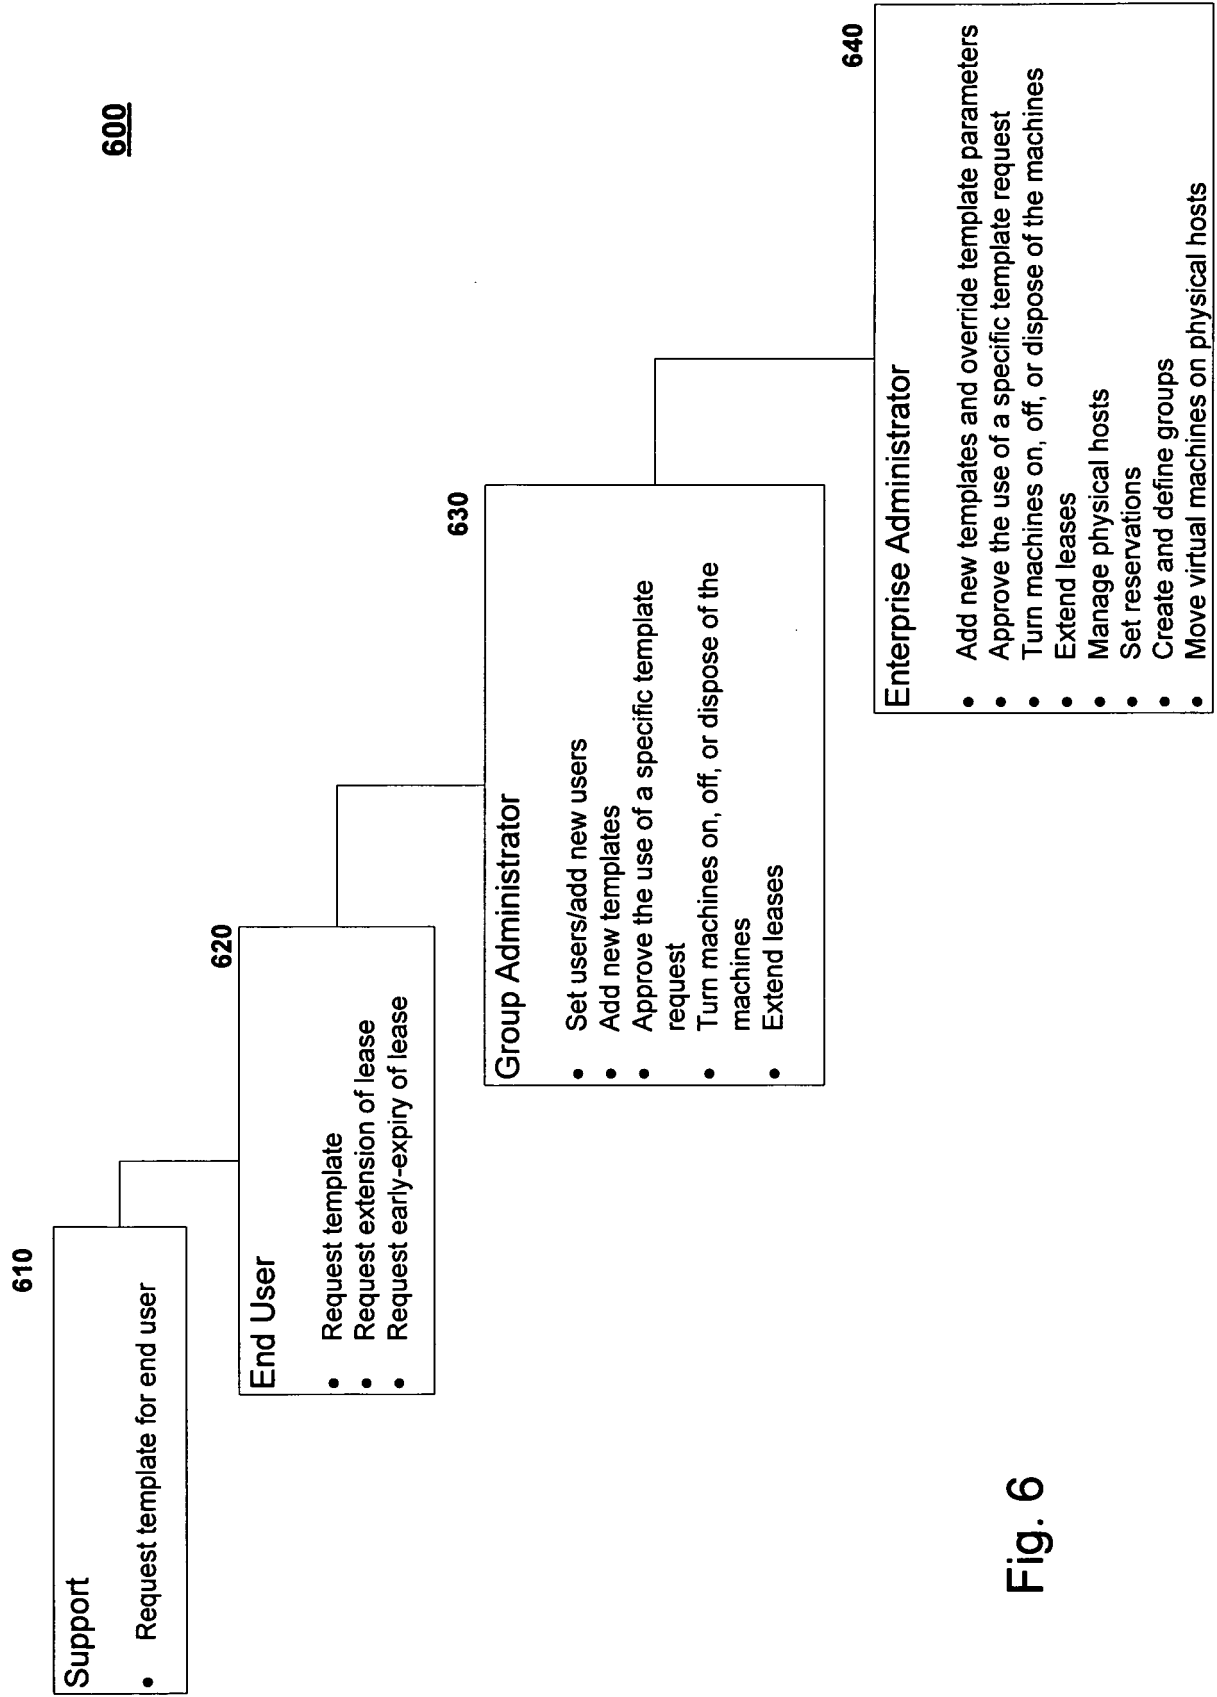 600
610
Support
• Request template for end user
620
End User
• Request template
• Request extension of lease
• Request early-expiry of lease
630
Group Administrator
• Set users/add new users
• Add new templates
• Approve the use of a specific template
request
• Turn machines on, off, or dispose of the
machines
• Extend leases
640
Enterprise Administrator
• Add new templates and override template parameters
• Approve the use of a specific template request
• Turn machines on, off, or dispose of the machines
• Extend leases
• Manage physical hosts
• Set reservations
• Create and define groups
• Move virtual machines on physical hosts
Fig. 6